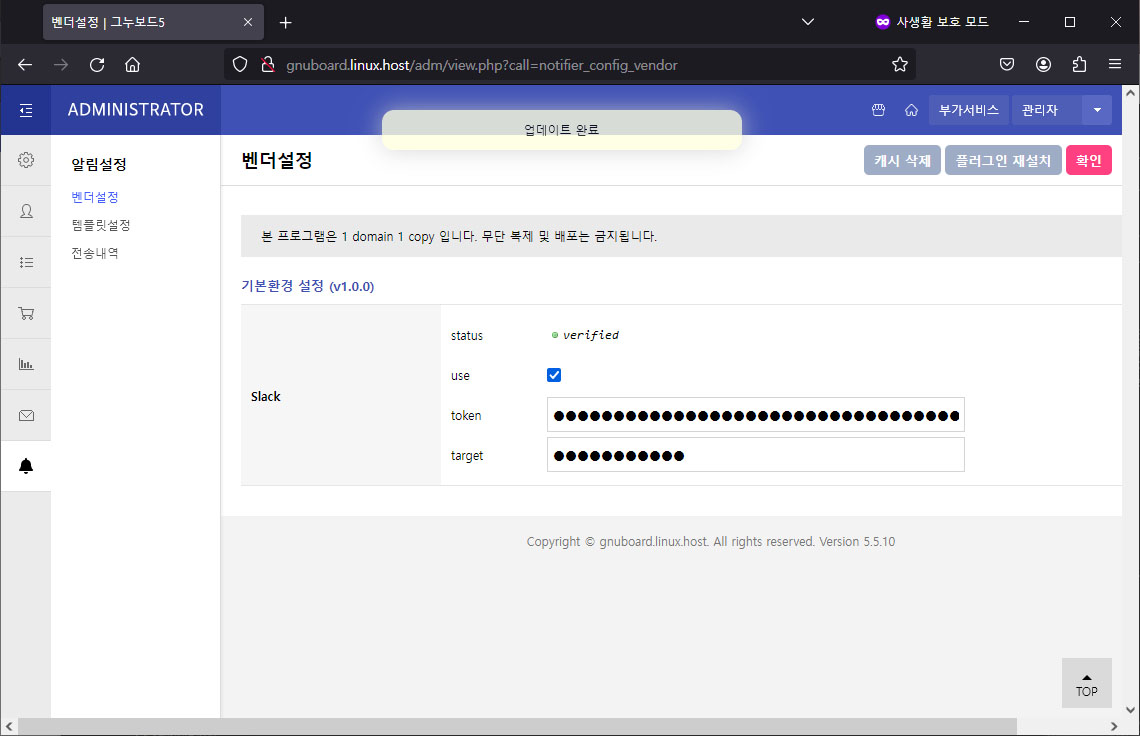 벤더설정 | 그누보드5
사생활 보호 모드
gnuboard.linux.host/adm/view.php?call=notifier_config_vendor
ADMINISTRATOR
부가서비스
관리자
업데이트 완료
알림설정
벤더설정
템플릿설정
전송내역
벤더설정
캐시 삭제
플러그인 재설치
확인
본 프로그램은 1 domain 1 copy 입니다. 무단 복제 및 배포는 금지됩니다.
기본환경 설정 (v1.0.0)
Slack
status
verified
use
token
target
Copyright © gnuboard.linux.host. All rights reserved. Version 5.5.10
TOP